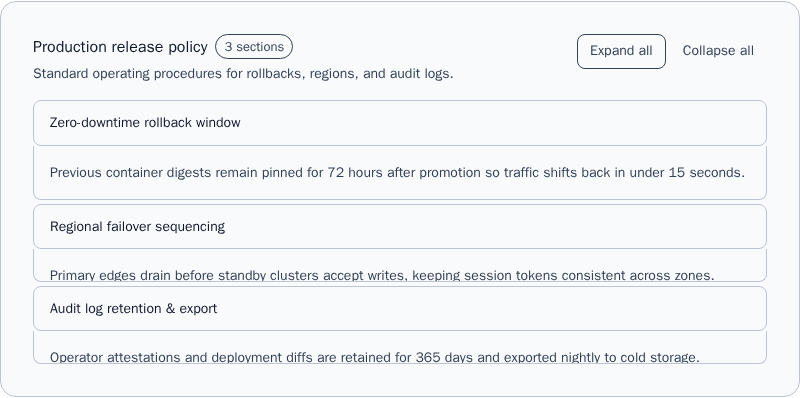 Production release policy
3 sections
Expand all
Collapse all
Standard operating procedures for rollbacks, regions, and audit logs.
Zero-downtime rollback window
Previous container digests remain pinned for 72 hours after promotion so traffic shifts back in under 15 seconds.
Regional failover sequencing
Primary edges drain before standby clusters accept writes, keeping session tokens consistent across zones.
Audit log retention & export
Operator attestations and deployment diffs are retained for 365 days and exported nightly to cold storage.